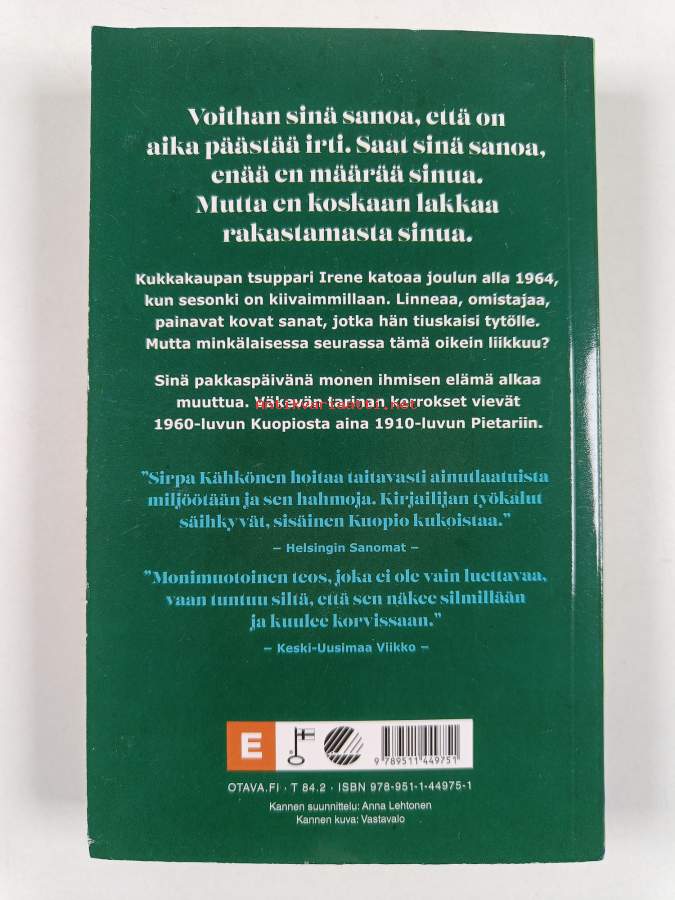 Voithan sinä sanoa, että on
aika päästää irti. Saat sinä sanoa,
enää en määrää sinua.
Mutta en koskaan lakkaa
rakastamasta sinua.
Kukkakaupan tsuppari Irene katoaa joulun alla 1964,
kun sesonki on kiivaimmillaan. Linneaa, omistajaa,
painavat kovat sanat, jotka hän tiuskaisi tytölle.
Mutta minkälaisessa seurassa tämä oikein liikkuu?
Sinä pakkaspäivänä monen ihmisen elämä alkaa
muuttua. Väkevän tarinan kerrokset vievät
antikvariaatti.net
1960-luvun Kuopiosta aina 1910-luvun Pietariin.
”Sirpa Kähkönen hoitaa taitavasti ainutlaatuista
miljöötään ja sen hahmoja. Kirjailijan työkalut
säihkyvät, sisäinen Kuopio kukoistaa.”
– Helsingin Sanomat –
”Monimuotoinen teos, joka ei ole vain luettavaa,
vaan tuntuu siltä, että sen näkee silmillään
ja kuulee korvissaan.”
– Keski-Uusimaa Viikko –
E
9 789511 449751
OTAVA.FI · T 84.2 · ISBN 978-951-1-44975-1
Kannen suunnittelu: Anna Lehtonen
Kannen kuva: Vastavalo